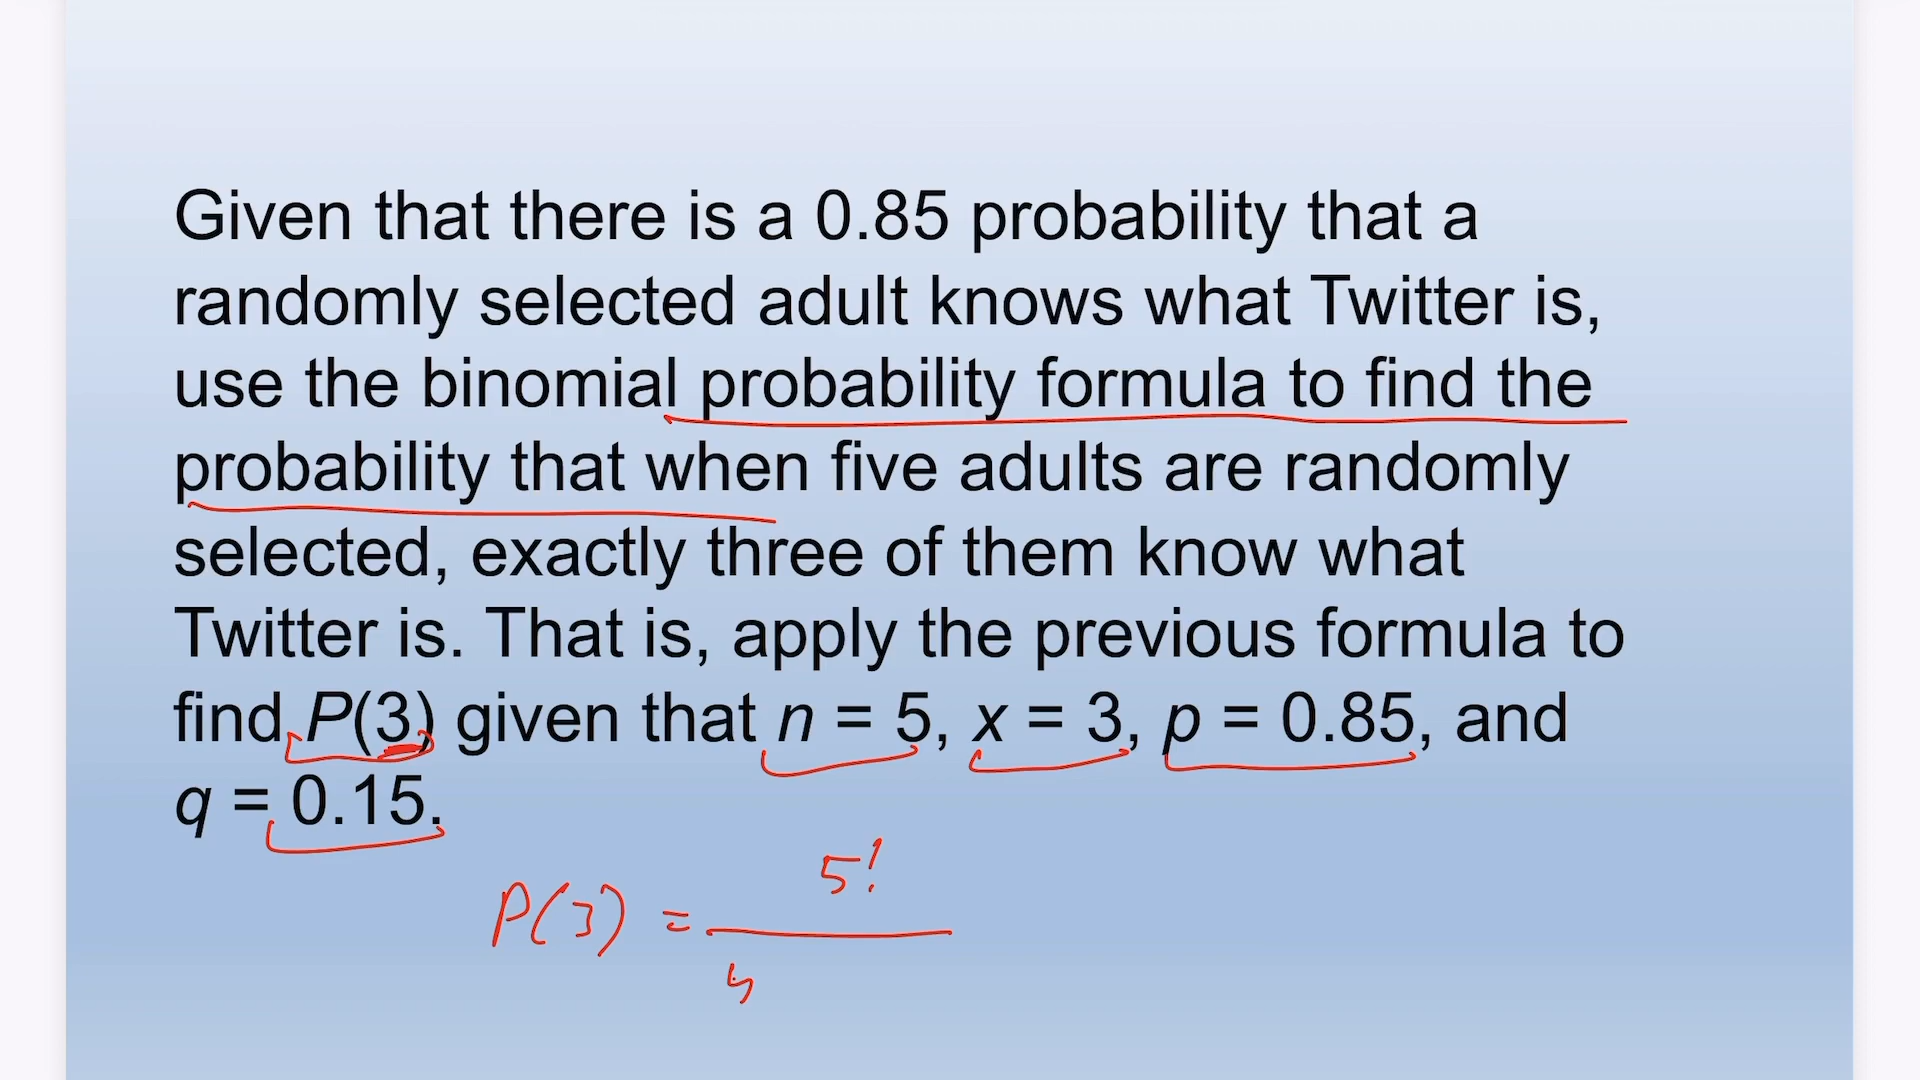 Given that there is a 0.85 probability that a
randomly selected adult knows what Twitter is,
use the binomial probability formula to find the
probability that when five adults are randomly
selected, exactly three of them know what
Twitter is. That is, apply the previous formula to
find P(3) given that n = 5, x = 3, p = 0.85, and
q = 0.15.
5!
P(3) =